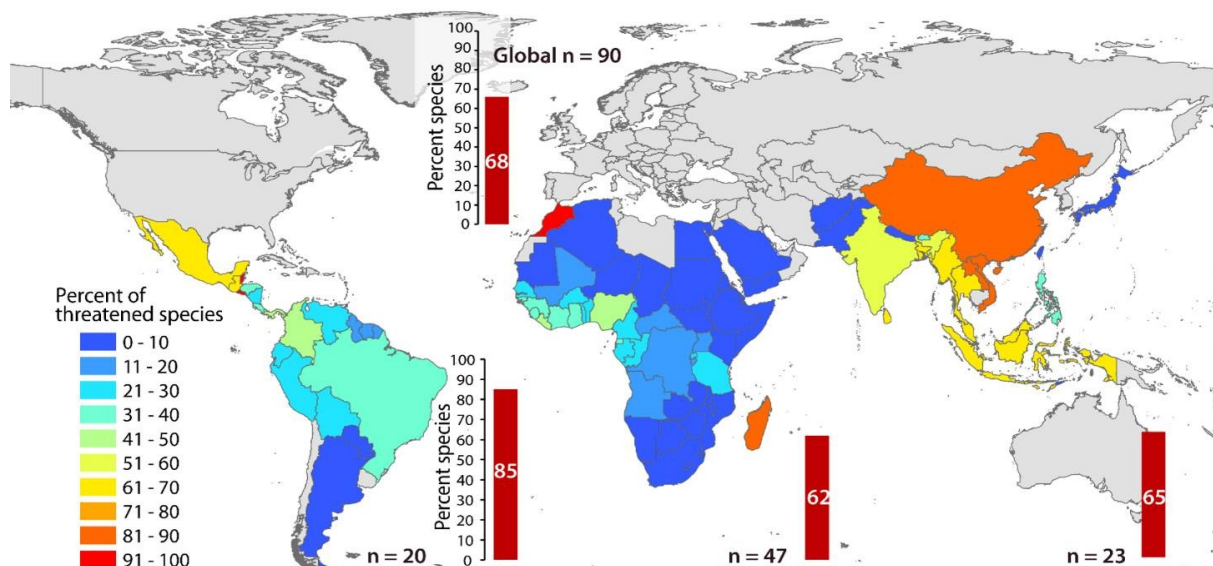 100
90
80
70
60
50
40
30
20
10
0
Percent species
68
Global n = 90
Percent of
threatened species
0 - 10
11 - 20
21 - 30
31 - 40
41 - 50
51 - 60
61 - 70
71 - 80
81 - 90
91 - 100
n = 20
100
90
80
70
60
50
40
30
20
10
0
Percent species
85
n = 47
62
n = 23
65